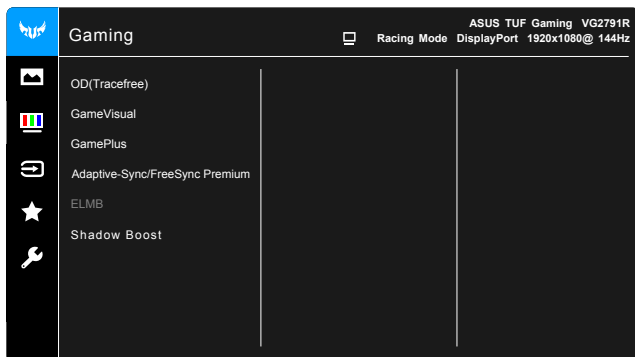 Gaming
ASUS TUF Gaming VG2791R
Racing Mode DisplayPort 1920x1080@ 144Hz
OD(Tracefree)
GameVisual
GamePlus
Adaptive-Sync/FreeSync Premium
ELMB
Shadow Boost